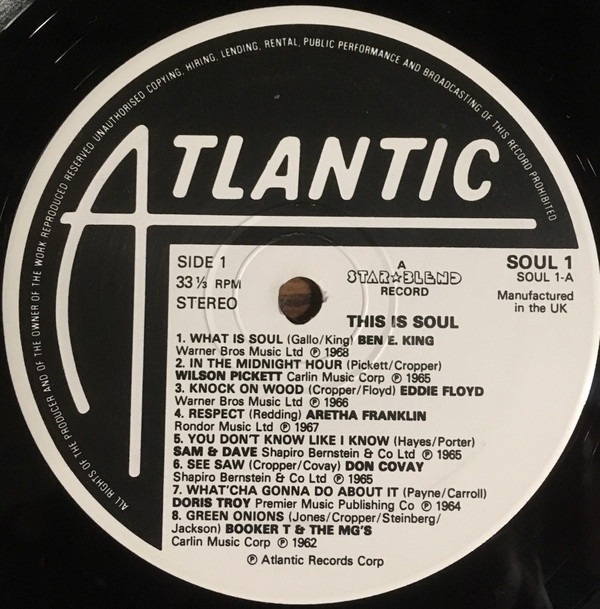 ALL RIGHTS OF THE PRODUCER AND OF THE OWNER OF THE WORK REPRODUCED RESERVED UNAUTHORISED COPYING, HIRING, LENDING, RENTAL, PUBLIC PERFORMANCE AND BROADCASTING OF THIS RECORD PROHIBITED
ATLANTIC
SIDE 1
33⅓ RPM
STEREO
A
STAR☆BLEND
RECORD
SOUL 1
SOUL 1-A
Manufactured
in the UK
THIS IS SOUL
1. WHAT IS SOUL (Gallo/King) BEN E. KING
Warner Bros Music Ltd ℗ 1968
2. IN THE MIDNIGHT HOUR (Pickett/Cropper)
WILSON PICKETT Carlin Music Corp ℗ 1965
3. KNOCK ON WOOD (Cropper/Floyd) EDDIE FLOYD
Warner Bros Music Ltd ℗ 1966
4. RESPECT (Redding) ARETHA FRANKLIN
Rondor Music Ltd ℗ 1967
5. YOU DON'T KNOW LIKE I KNOW (Hayes/Porter)
SAM & DAVE Shapiro Bernstein & Co Ltd ℗ 1965
6. SEE SAW (Cropper/Covay) DON COVAY
Shapiro Bernstein & Co Ltd ℗ 1965
7. WHAT'CHA GONNA DO ABOUT IT (Payne/Carroll)
DORIS TROY Premier Music Publishing Co ℗ 1964
8. GREEN ONIONS (Jones/Cropper/Steinberg/
Jackson) BOOKER T & THE MG'S
Carlin Music Corp ℗ 1962
℗ Atlantic Records Corp